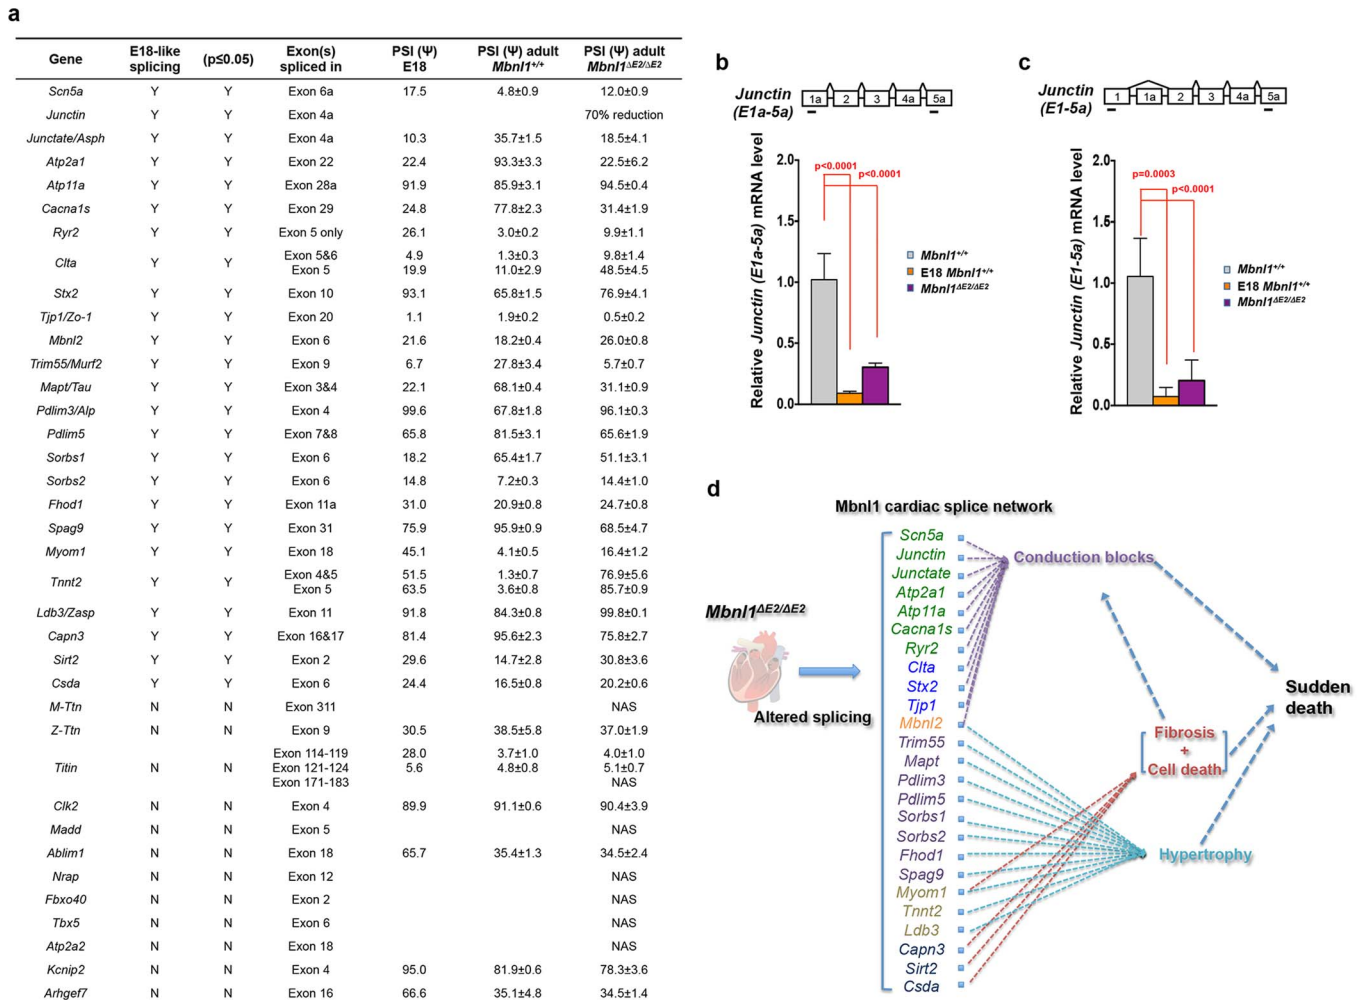 a
Gene E18-like splicing (p≤0.05) Exon(s) spliced in PSI (Ψ) E18 PSI (Ψ) adult Mbnl1+/+ PSI (Ψ) adult Mbnl1ΔE2/ΔE2
Scn5a Y Y Exon 6a 17.5 4.8±0.9 12.0±0.9
Junctin Y Y Exon 4a 70% reduction
Junctate/Asph Y Y Exon 4a 10.3 35.7±1.5 18.5±4.1
Atp2a1 Y Y Exon 22 22.4 93.3±3.3 22.5±6.2
Atp11a Y Y Exon 28a 91.9 85.9±3.1 94.5±0.4
Cacna1s Y Y Exon 29 24.8 77.8±2.3 31.4±1.9
Ryr2 Y Y Exon 5 only 26.1 3.0±0.2 9.9±1.1
Clta Y Y Exon 5&6 4.9 1.3±0.3 9.8±1.4
Exon 5 19.9 11.0±2.9 48.5±4.5
Stx2 Y Y Exon 10 93.1 65.8±1.5 76.9±4.1
Tjp1/Zo-1 Y Y Exon 20 1.1 1.9±0.2 0.5±0.2
Mbnl2 Y Y Exon 6 21.6 18.2±0.4 26.0±0.8
Trim55/Murf2 Y Y Exon 9 6.7 27.8±3.4 5.7±0.7
Mapt/Tau Y Y Exon 3&4 22.1 68.1±0.4 31.1±0.9
Pdlim3/Alp Y Y Exon 4 99.6 67.8±1.8 96.1±0.3
Pdlim5 Y Y Exon 7&8 65.8 81.5±3.1 65.6±1.9
Sorbs1 Y Y Exon 6 18.2 65.4±1.7 51.1±3.1
Sorbs2 Y Y Exon 6 14.8 7.2±0.3 14.4±1.0
Fhod1 Y Y Exon 11a 31.0 20.9±0.8 24.7±0.8
Spag9 Y Y Exon 31 75.9 95.9±0.9 68.5±4.7
Myom1 Y Y Exon 18 45.1 4.1±0.5 16.4±1.2
Tnnt2 Y Y Exon 4&5 51.5 1.3±0.7 76.9±5.6
Exon 5 63.5 3.6±0.8 85.7±0.9
Ldb3/Zasp Y Y Exon 11 91.8 84.3±0.8 99.8±0.1
Capn3 Y Y Exon 16&17 81.4 95.6±2.3 75.8±2.7
Sirt2 Y Y Exon 2 29.6 14.7±2.8 30.8±3.6
Csda Y Y Exon 6 24.4 16.5±0.8 20.2±0.6
M-Ttn N N Exon 311 NAS
Z-Ttn N N Exon 9 30.5 38.5±5.8 37.0±1.9
Exon 114-119 28.0 3.7±1.0 4.0±1.0
Titin N N Exon 121-124 5.6 4.8±0.8 5.1±0.7
Exon 171-183 NAS
Clk2 N N Exon 4 89.9 91.1±0.6 90.4±3.9
Madd N N Exon 5 NAS
Ablim1 N N Exon 18 65.7 35.4±1.3 34.5±2.4
Nrap N N Exon 12 NAS
Fbxo40 N N Exon 2 NAS
Tbx5 N N Exon 6 NAS
Atp2a2 N N Exon 18 NAS
Kcnip2 N N Exon 4 95.0 81.9±0.6 78.3±3.6
Arhgef7 N N Exon 16 66.6 35.1±4.8 34.5±1.4
b
Junctin (E1a-5a)
1a 2 3 4a 5a
Relative Junctin (E1a-5a) mRNA level
2.0
1.5
1.0
0.5
0.0
p<0.0001
p<0.0001
Mbnl1+/+
E18 Mbnl1+/+
Mbnl1ΔE2/ΔE2
c
Junctin (E1-5a)
1 1a 2 3 4a 5a
Relative Junctin (E1-5a) mRNA level
2.0
1.5
1.0
0.5
0.0
p=0.0003
p<0.0001
Mbnl1+/+
E18 Mbnl1+/+
Mbnl1ΔE2/ΔE2
d
Mbnl1 cardiac splice network
Mbnl1ΔE2/ΔE2
Altered splicing
Scn5a
Junctin
Junctate
Atp2a1
Atp11a
Cacna1s
Ryr2
Clta
Stx2
Tjp1
Mbnl2
Trim55
Mapt
Pdlim3
Pdlim5
Sorbs1
Sorbs2
Fhod1
Spag9
Myom1
Tnnt2
Ldb3
Capn3
Sirt2
Csda
Conduction blocks
Fibrosis
+
Cell death
Hypertrophy
Sudden
death